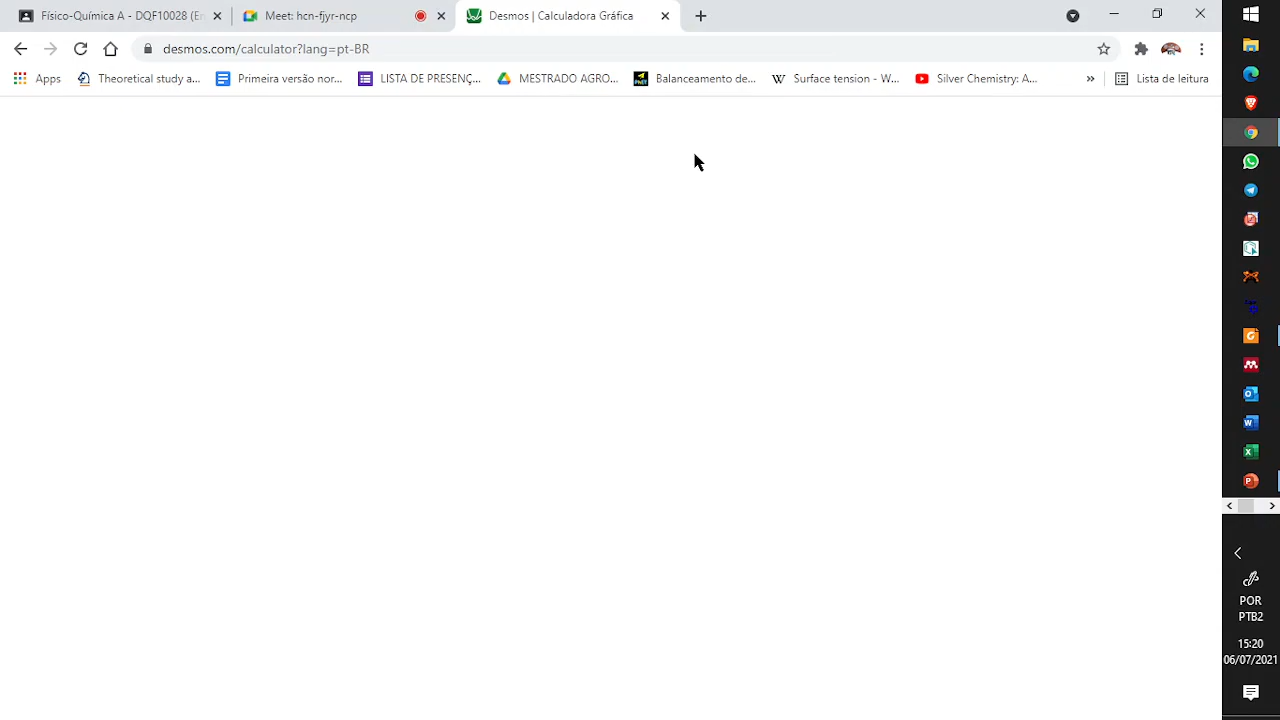 Físico-Química A - DQF10028 (En
Meet: hcn-fjyr-ncp
Desmos | Calculadora Gráfica
desmos.com/calculator?lang=pt-BR
Apps
Theoretical study a...
Primeira versão nor...
LISTA DE PRESENÇ...
MESTRADO AGRO...
Balanceamento de...
Surface tension - W...
Silver Chemistry: A...
Lista de leitura
POR
PTB2
15:20
06/07/2021